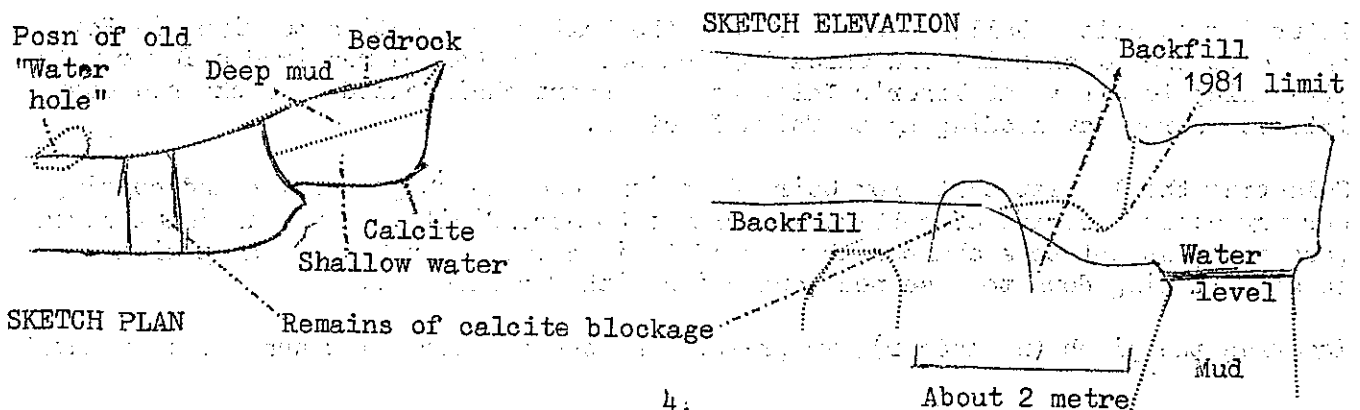 Posn of old
"Water
hole"
Deep mud
Bedrock
Calcite
Shallow water
SKETCH PLAN
Remains of calcite blockage
SKETCH ELEVATION
Backfill
1981 limit
Backfill
Water
level
Mud
About 2 metre
4.